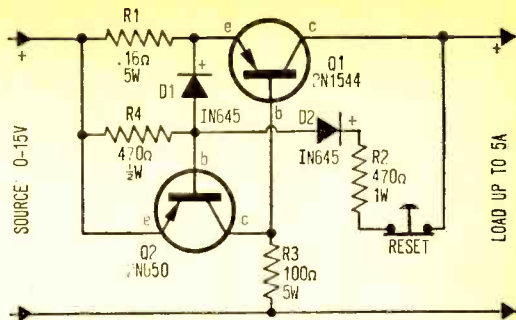 R1
.16Ω
5W
e
c
+
+
+
D1
Q1
2N1544
IN645
b
R4
470Ω
½W
D2
+
IN645
b
R2
470Ω
1W
SOURCE 0-15V
e
c
RESET
LOAD UP TO 5A
Q2
2N650
R3
100Ω
5W